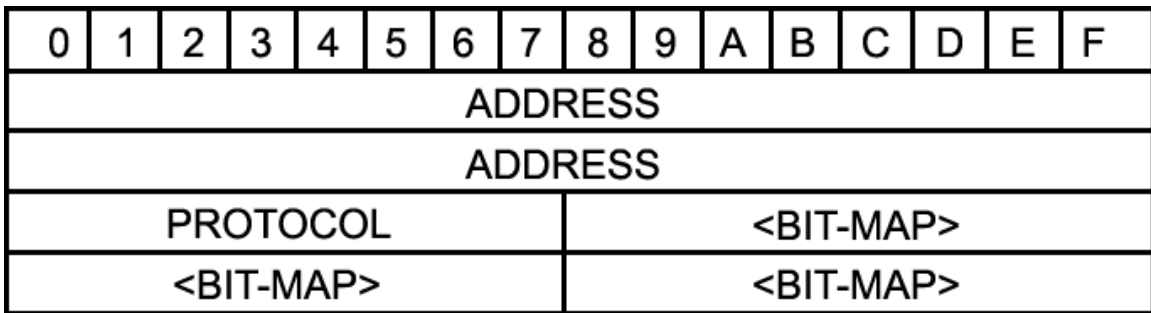 0 1 2 3 4 5 6 7 8 9 A B C D E F
ADDRESS
ADDRESS
PROTOCOL <BIT-MAP>
<BIT-MAP> <BIT-MAP>